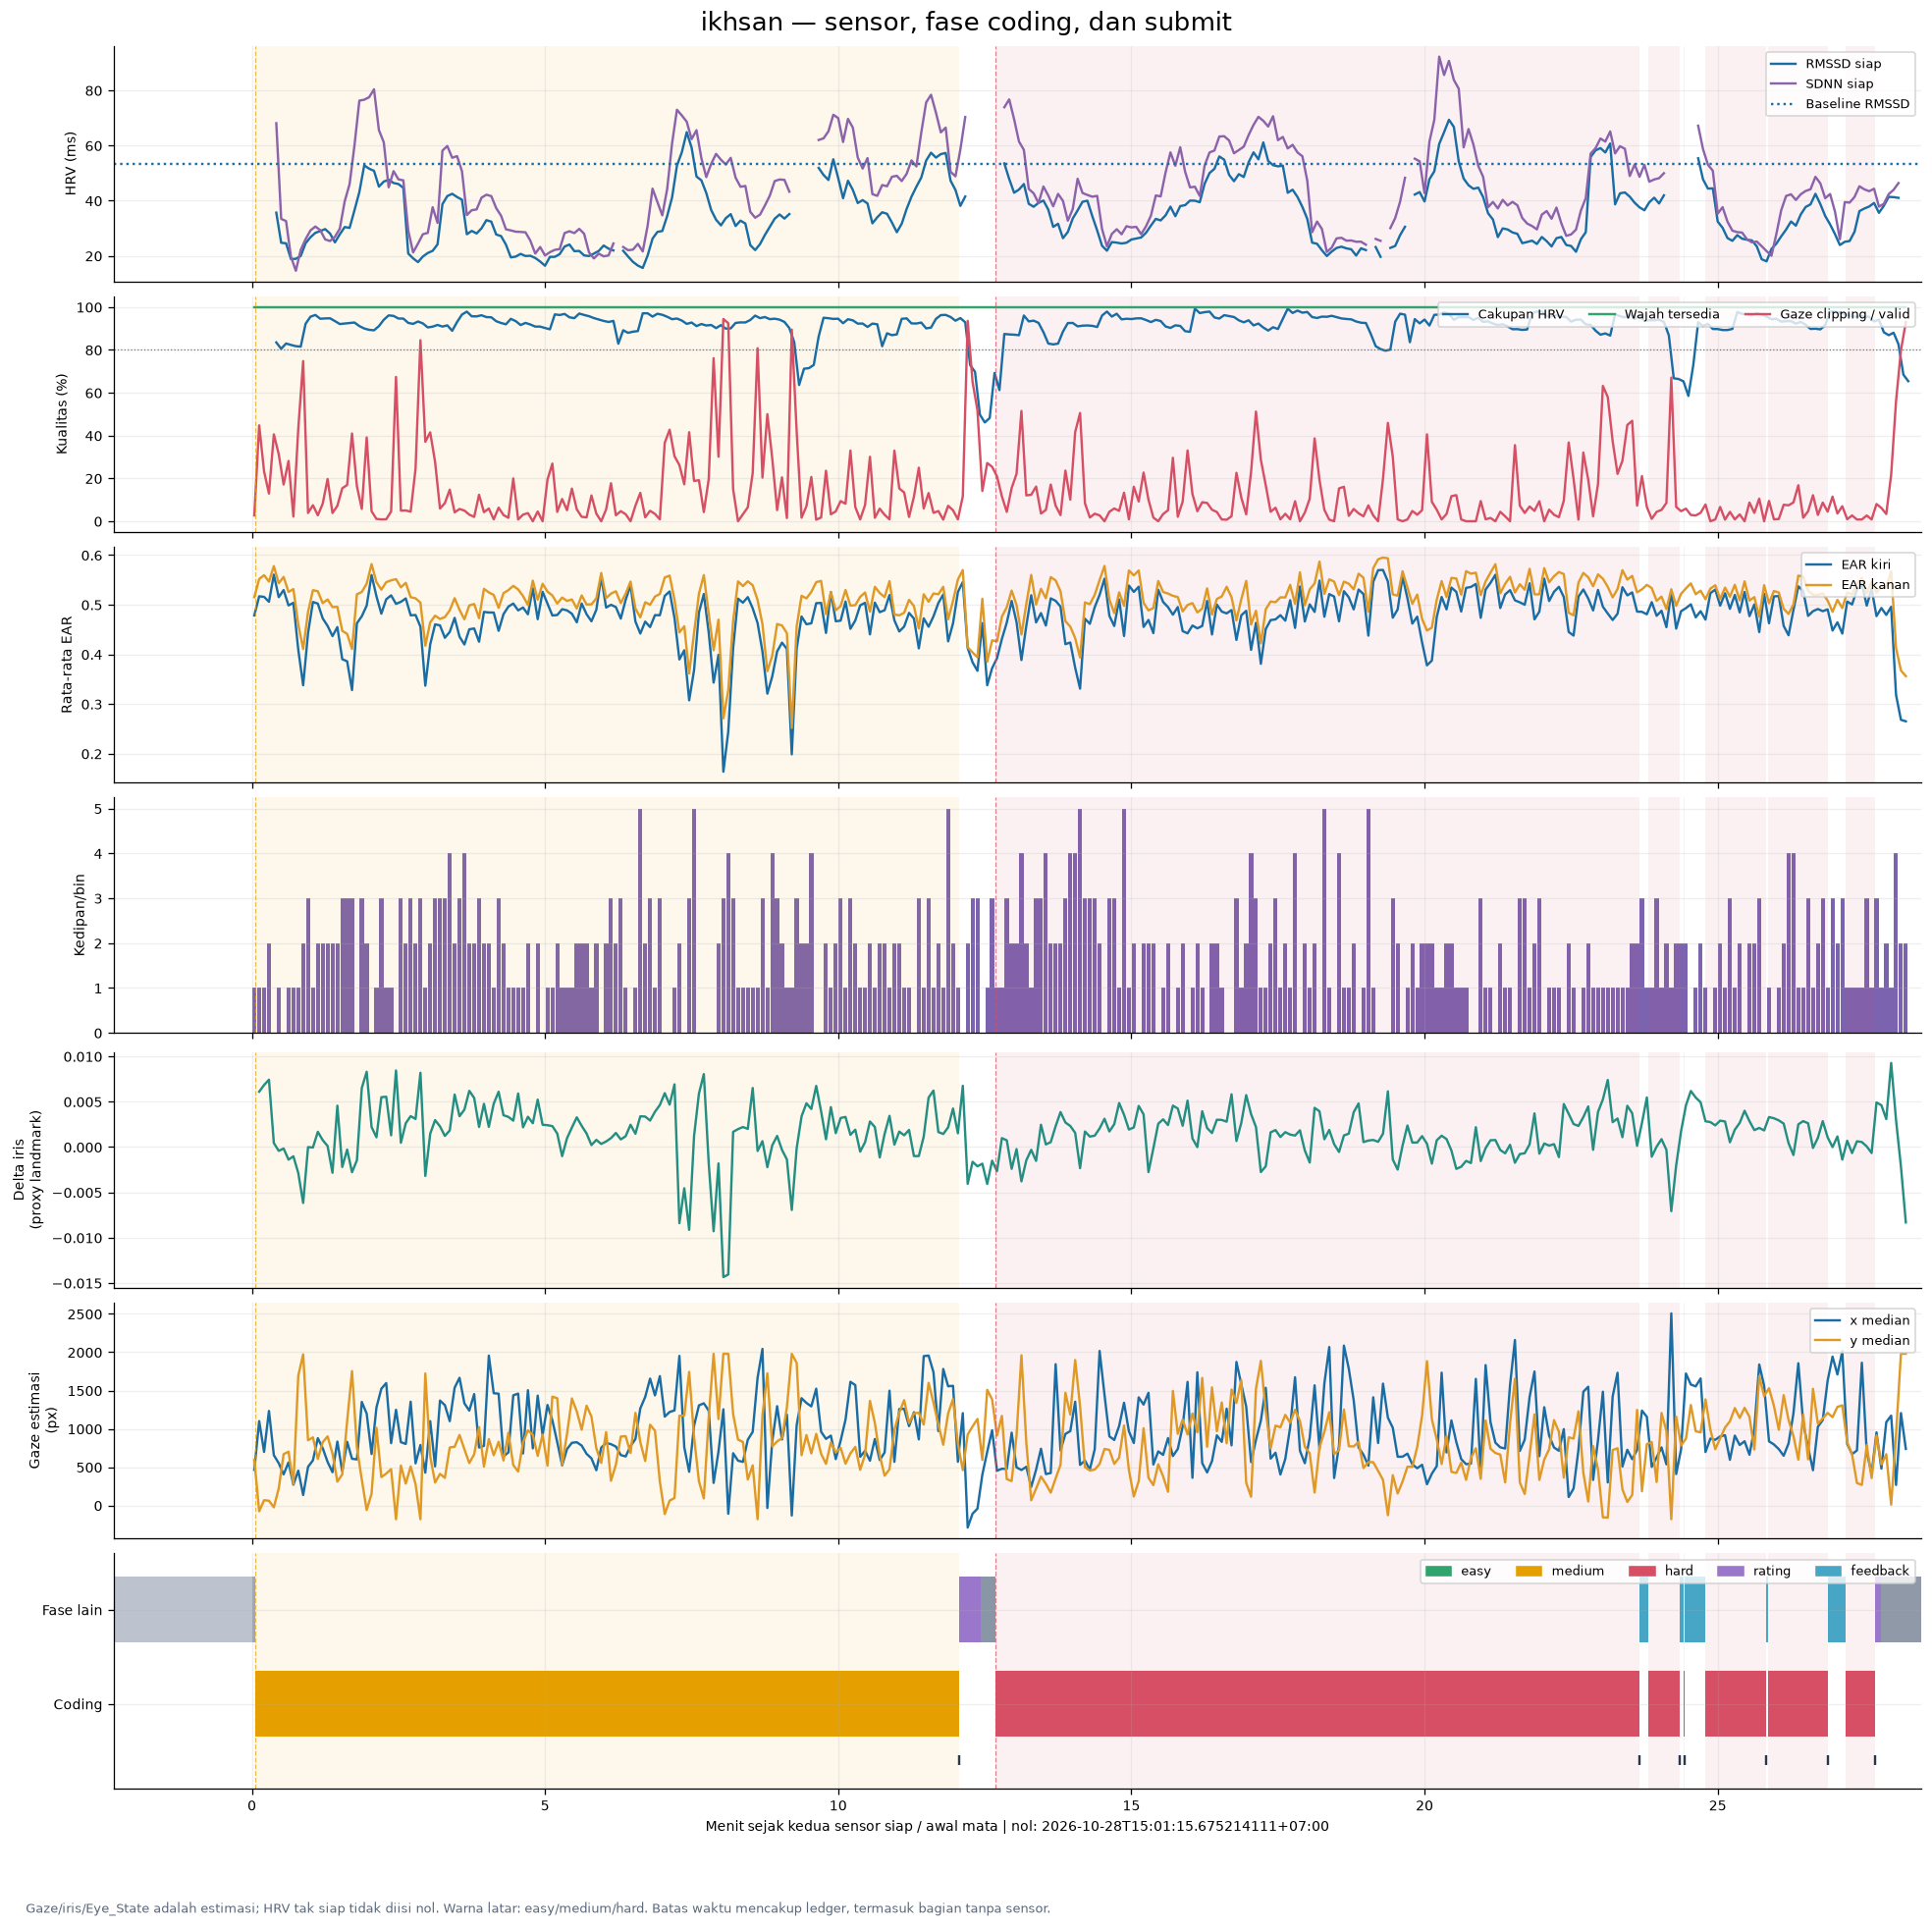 ikhsan — sensor, fase coding, dan submit
HRV (ms)
80
60
40
20
RMSSD siap
SDNN siap
Baseline RMSSD
Kualitas (%)
100
80
60
40
20
0
Cakupan HRV
Wajah tersedia
Gaze clipping / valid
Rata-rata EAR
0.6
0.5
0.4
0.3
0.2
EAR kiri
EAR kanan
Kedipan/bin
5
4
3
2
1
0
Delta iris
(proxy landmark)
0.010
0.005
0.000
−0.005
−0.010
−0.015
Gaze estimasi
(px)
2500
2000
1500
1000
500
0
x median
y median
easy
medium
hard
rating
feedback
Fase lain
Coding
0
5
10
15
20
25
Menit sejak kedua sensor siap / awal mata | nol: 2026-10-28T15:01:15.675214111+07:00
Gaze/iris/Eye_State adalah estimasi; HRV tak siap tidak diisi nol. Warna latar: easy/medium/hard. Batas waktu mencakup ledger, termasuk bagian tanpa sensor.